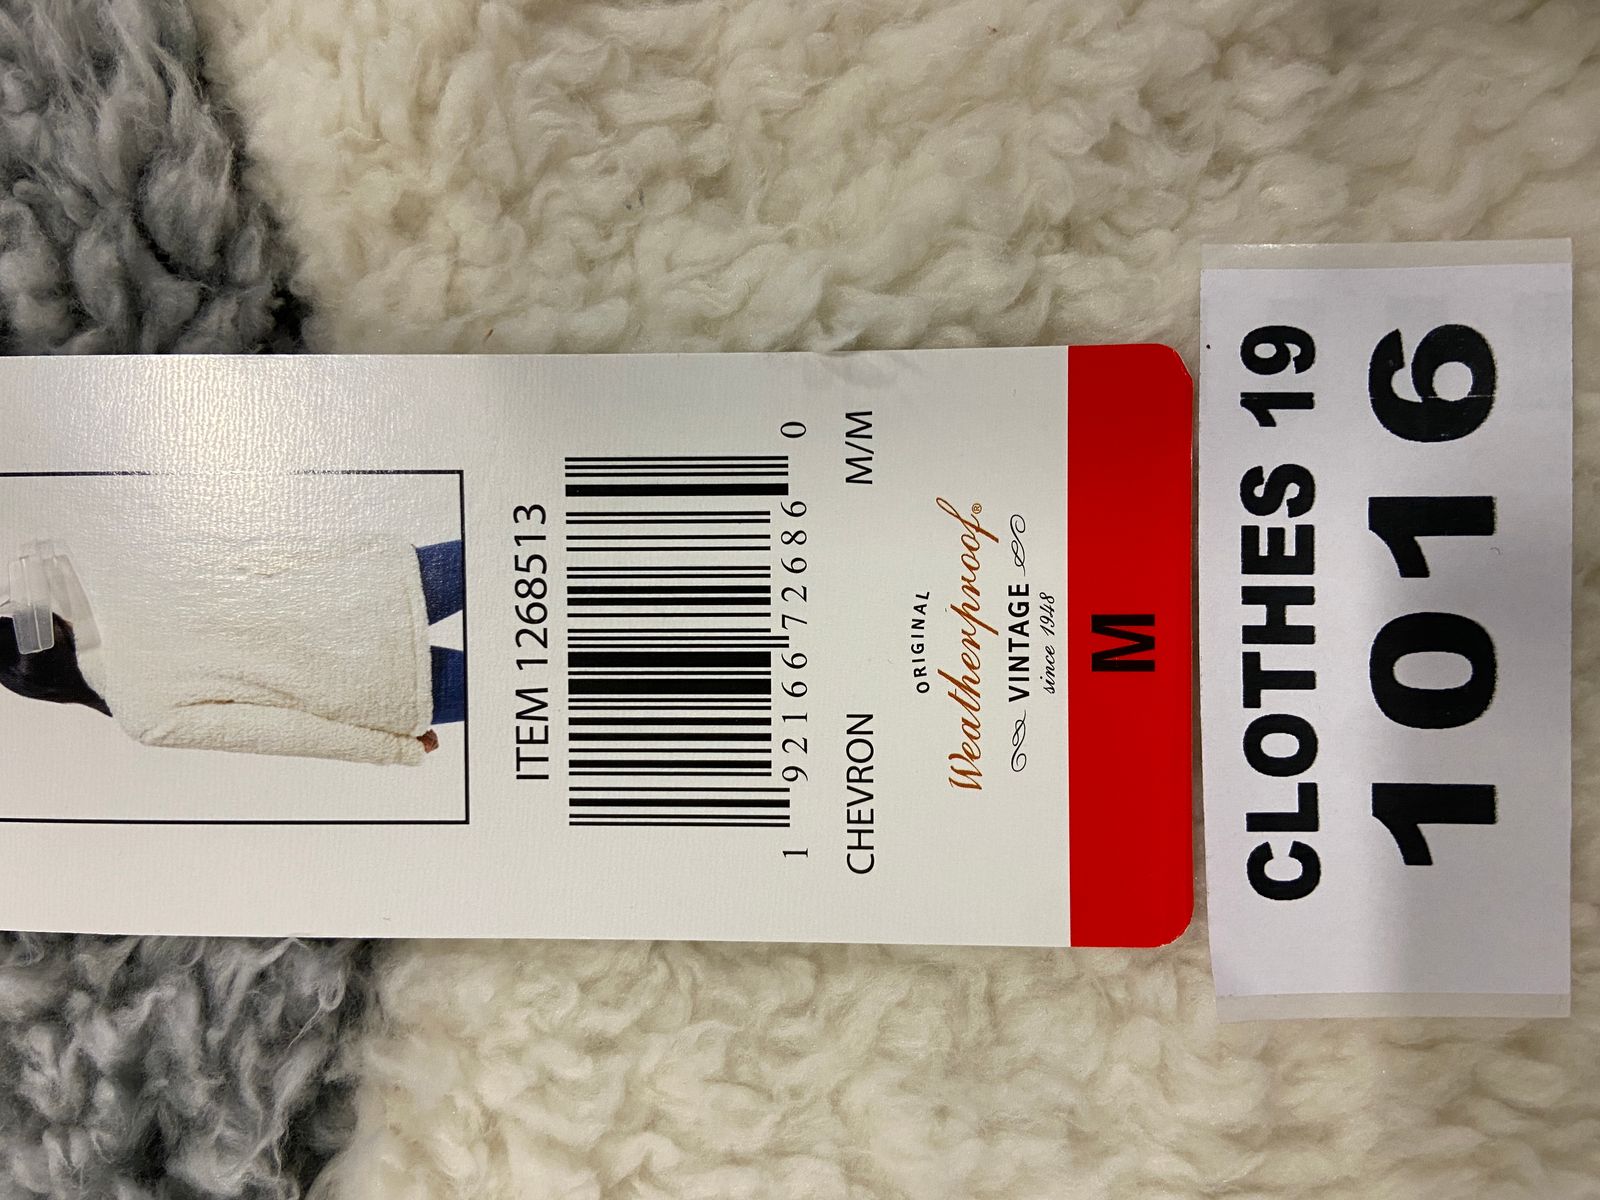 ITEM 1268513
1 92166 72686 0
CHEVRON M/M
ORIGINAL
Weatherproof®
VINTAGE
since 1948
M
CLOTHES 19
1016